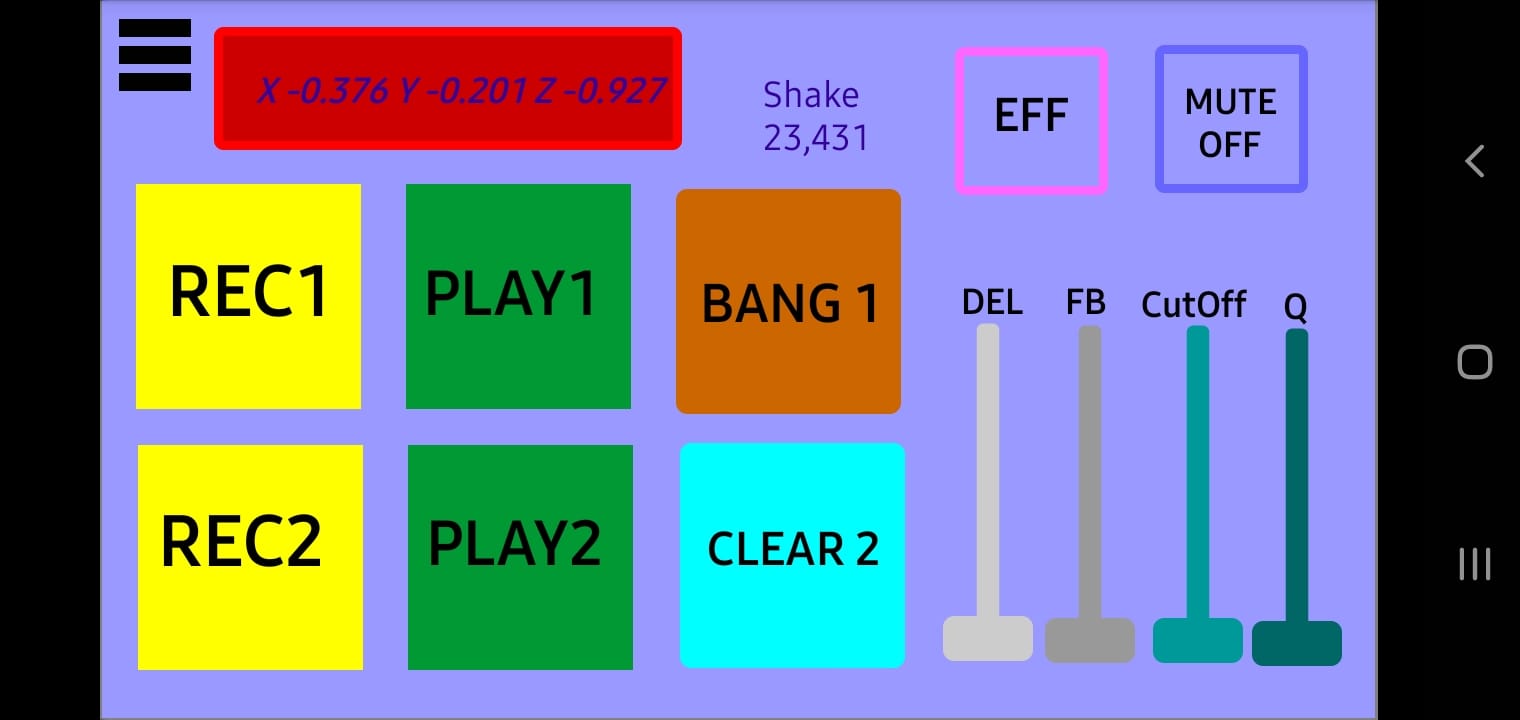 X -0.376 Y -0.201 Z -0.927
Shake
23,431
EFF
MUTE
OFF
REC1
PLAY1
BANG 1
DEL
FB
CutOff
Q
REC2
PLAY2
CLEAR 2